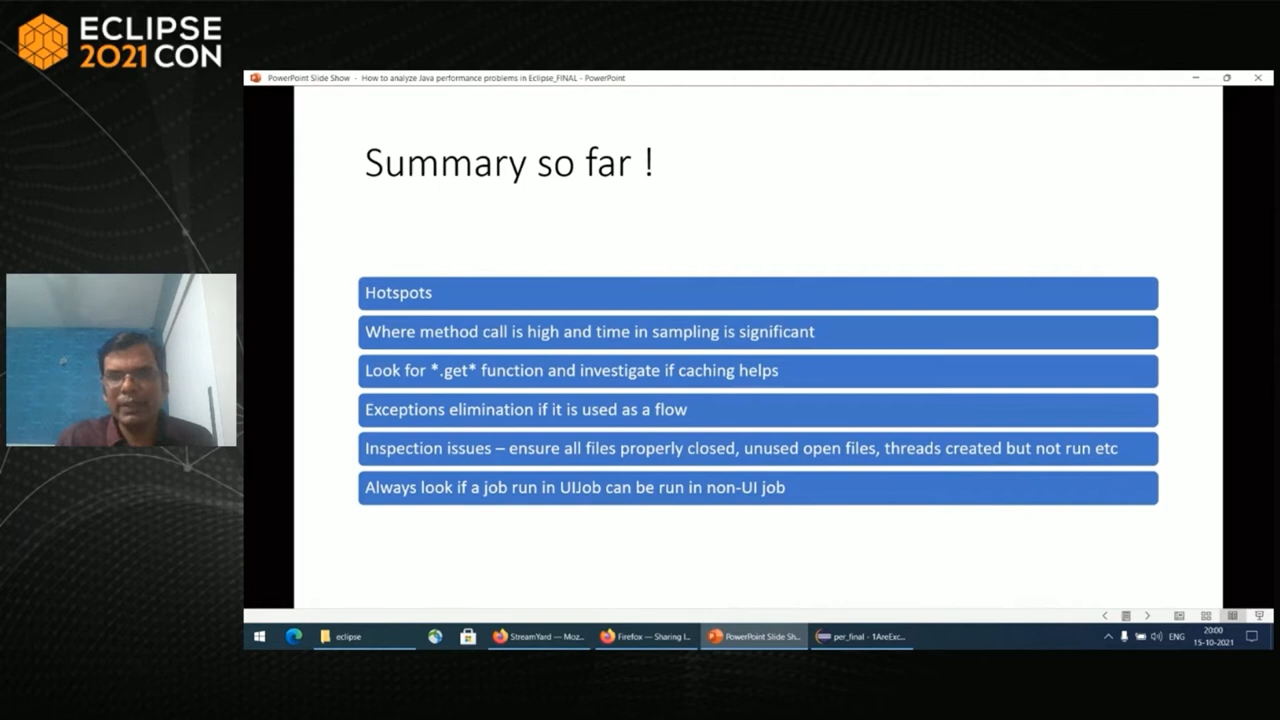 ECLIPSE
2021 CON
PowerPoint Slide Show - How to analyze Java performance problems in Eclipse_FINAL - PowerPoint
Summary so far !
Hotspots
Where method call is high and time in sampling is significant
Look for *.get* function and investigate if caching helps
Exceptions elimination if it is used as a flow
Inspection issues – ensure all files properly closed, unused open files, threads created but not run etc
Always look if a job run in UIJob can be run in non-UI job
eclipse
StreamYard — Moz...
Firefox — Sharing I...
PowerPoint Slide Sh...
per_final - 1AreExc...
ENG
20:00
15-10-2021